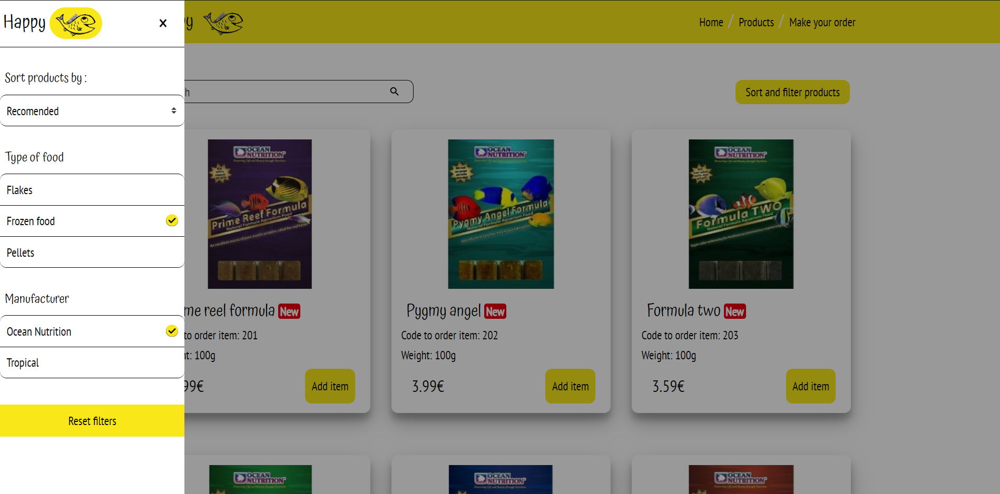 Happy
Sort products by :
Recomended
Type of food
Flakes
Frozen food
Pellets
Manufacturer
Ocean Nutrition
Tropical
Reset filters
y
Home / Products / Make your order
h
Sort and filter products
OCEAN NUTRITION
Prime Reef Formula
Natural Formula Aquarium Food
me reel formula New
to order item: 201
ht: 100g
99€
Add item
OCEAN NUTRITION
Pygmy Angel Formula
Natural Formula Aquarium Food
Pygmy angel New
Code to order item: 202
Weight: 100g
3.99€
Add item
OCEAN NUTRITION
Formula TWO
Natural Formula Aquarium Food
Formula two New
Code to order item: 203
Weight: 100g
3.59€
Add item
OCEAN NUTRITION
OCEAN NUTRITION
OCEAN NUTRITION